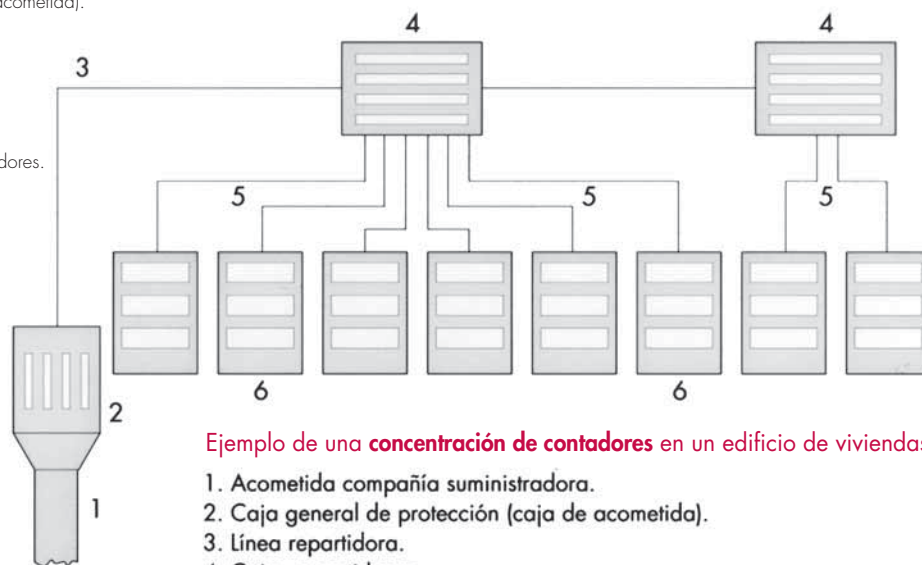 acometida).
4
4
3
dores.
5
5
5
6
6
2
Ejemplo de una concentración de contadores en un edificio de viviendas
1
1. Acometida compañía suministradora.
2. Caja general de protección (caja de acometida).
3. Línea repartidora.